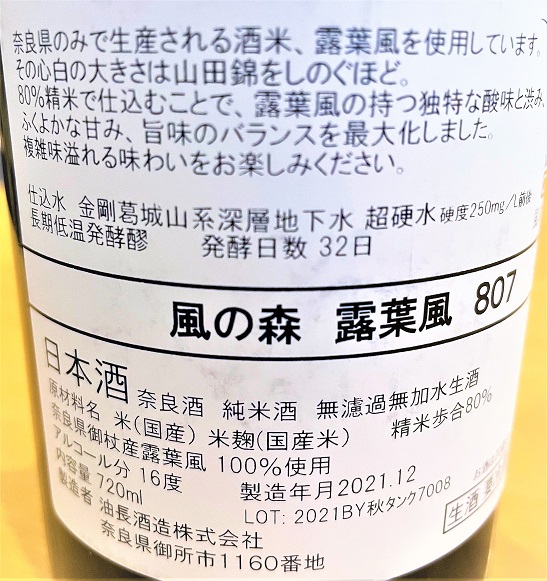 奈良県のみで生産される酒米、露葉風を使用しています。
その心白の大きさは山田錦をしのぐほど。
80%精米で仕込むことで、露葉風の持つ独特な酸味と渋み、
ふくよかな甘み、旨味のバランスを最大化しました。
複雑味溢れる味わいをお楽しみください。
仕込水 金剛葛城山系深層地下水 超硬水 硬度250mg/L前後
長期低温発酵醪 発酵日数 32日
風の森 露葉風 807
日本酒 奈良酒 純米酒 無濾過無加水生酒
原材料名 米(国産) 米麹(国産米) 精米歩合80%
奈良県御杖産露葉風 100%使用
アルコール分 16度 製造年月2021.12
内容量 720ml LOT: 2021BY秋タンク7008
製造者 油長酒造株式会社
奈良県御所市1160番地
生酒